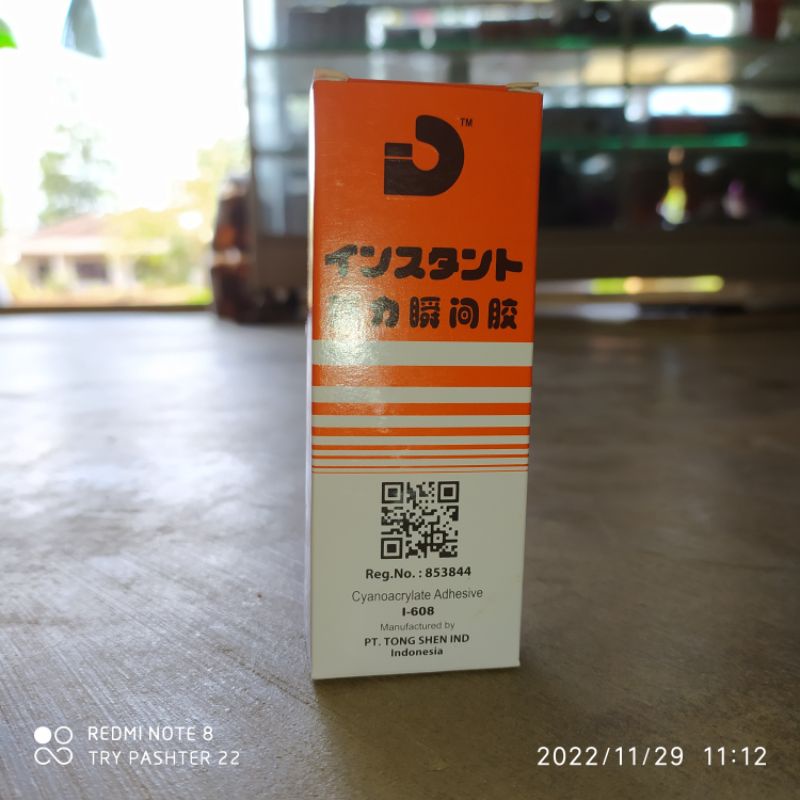 TM
インスタント
力瞬间胶
Reg.No. : 853844
Cyanoacrylate Adhesive
I-608
Manufactured by
PT. TONG SHEN IND
Indonesia
REDMI NOTE 8
TRY PASHTER 22
2022/11/29 11:12